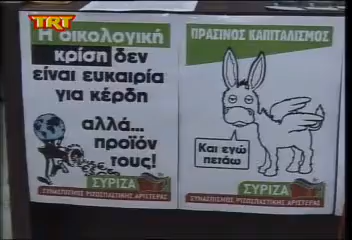 TRT
Η οικολογική
κρίση δεν
είναι ευκαιρία
για κέρδη
αλλά...
προϊόν
τους!
ΣΥΡΙΖΑ
ΣΥΝΑΣΠΙΣΜΟΣ ΡΙΖΟΣΠΑΣΤΙΚΗΣ ΑΡΙΣΤΕΡΑΣ
ΠΡΑΣΙΝΟΣ ΚΑΠΙΤΑΛΙΣΜΟΣ
Και εγώ
πετάω
ΣΥΡΙΖΑ
ΣΥΝΑΣΠΙΣΜΟΣ ΡΙΖΟΣΠΑΣΤΙΚΗΣ ΑΡΙΣΤΕΡΑΣ